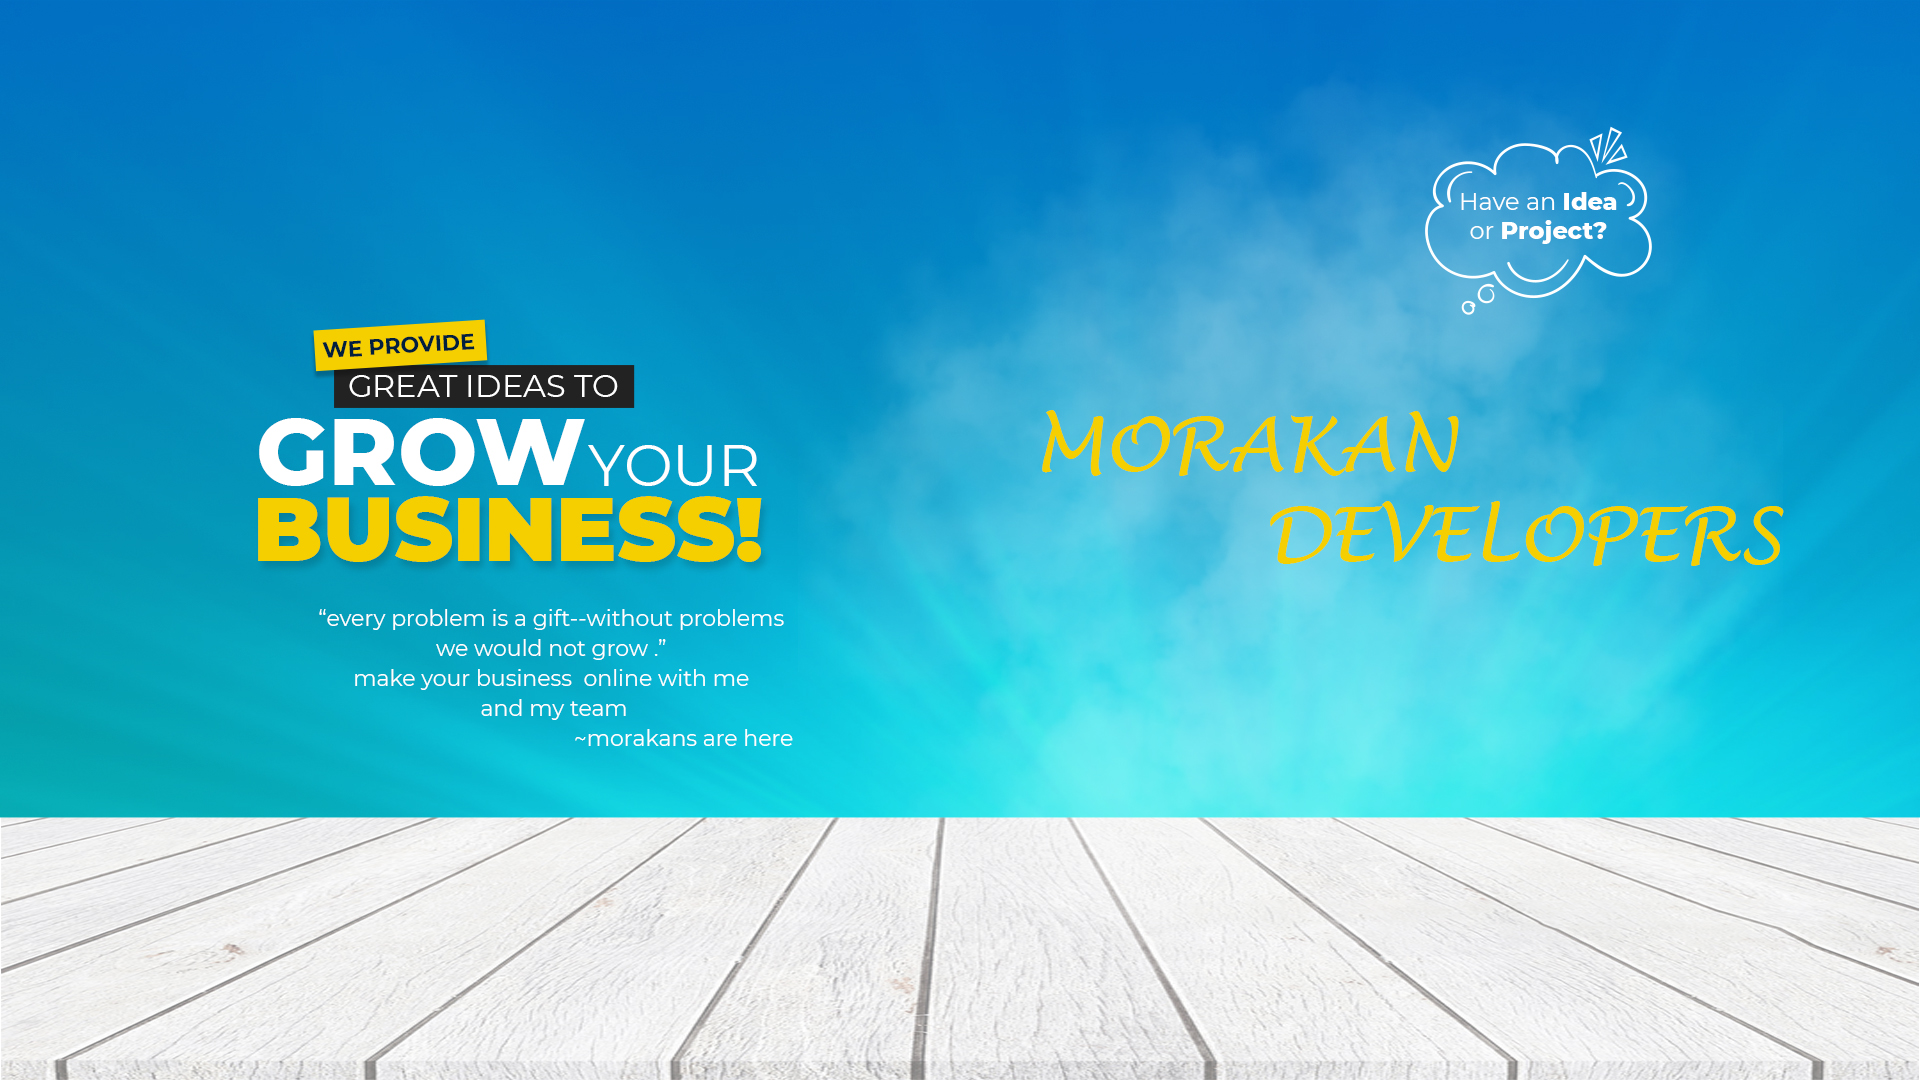 WE PROVIDE
GREAT IDEAS TO
GROW YOUR
BUSINESS!
“every problem is a gift--without problems
we would not grow .”
make your business  online with me
and my team
~morakans are here
Have an Idea
or Project?
MORAKAN
DEVELOPERS